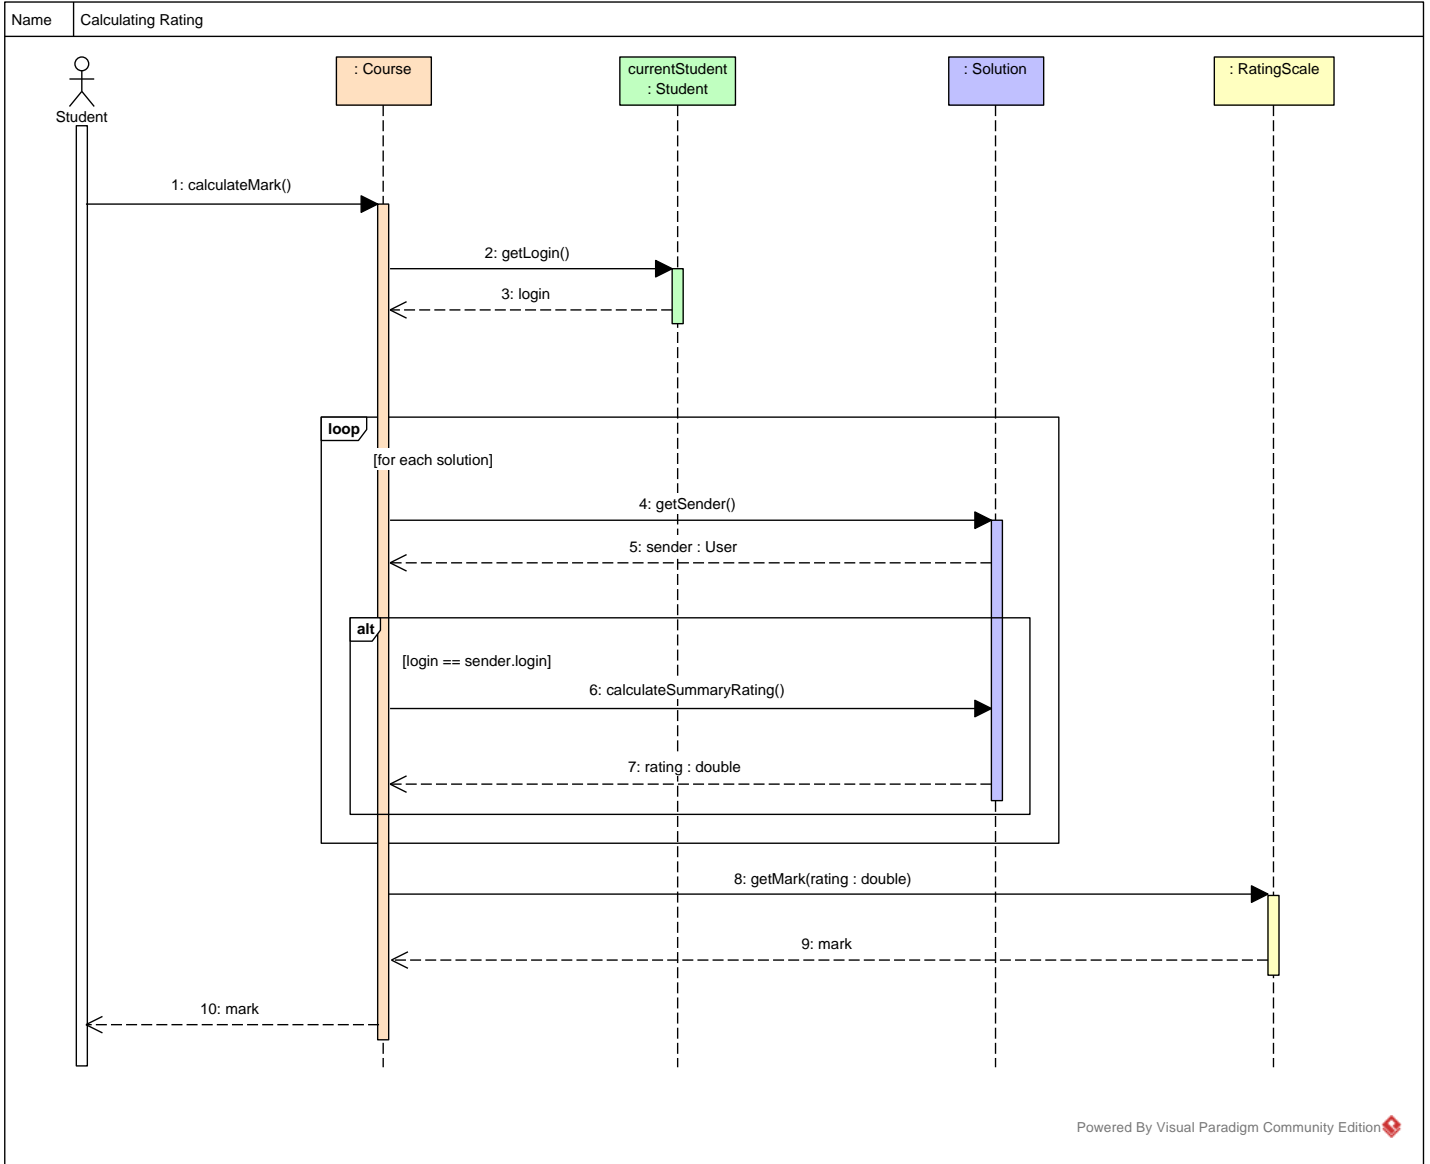 Name
Calculating Rating
Student
: Course
currentStudent
: Student
: Solution
: RatingScale
1: calculateMark()
2: getLogin()
3: login
loop
[for each solution]
4: getSender()
5: sender : User
alt
[login == sender.login]
6: calculateSummaryRating()
7: rating : double
8: getMark(rating : double)
9: mark
10: mark
Powered By Visual Paradigm Community Edition